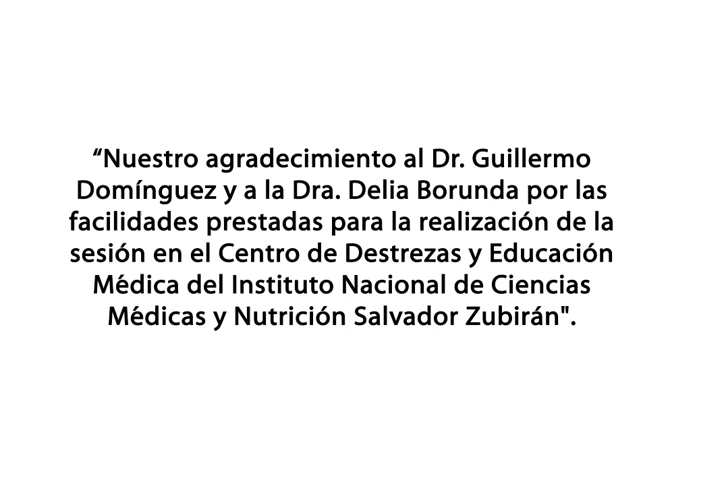 “Nuestro agradecimiento al Dr. Guillermo
Domínguez y a la Dra. Delia Borunda por las
facilidades prestadas para la realización de la
sesión en el Centro de Destrezas y Educación
Médica del Instituto Nacional de Ciencias
Médicas y Nutrición Salvador Zubirán".